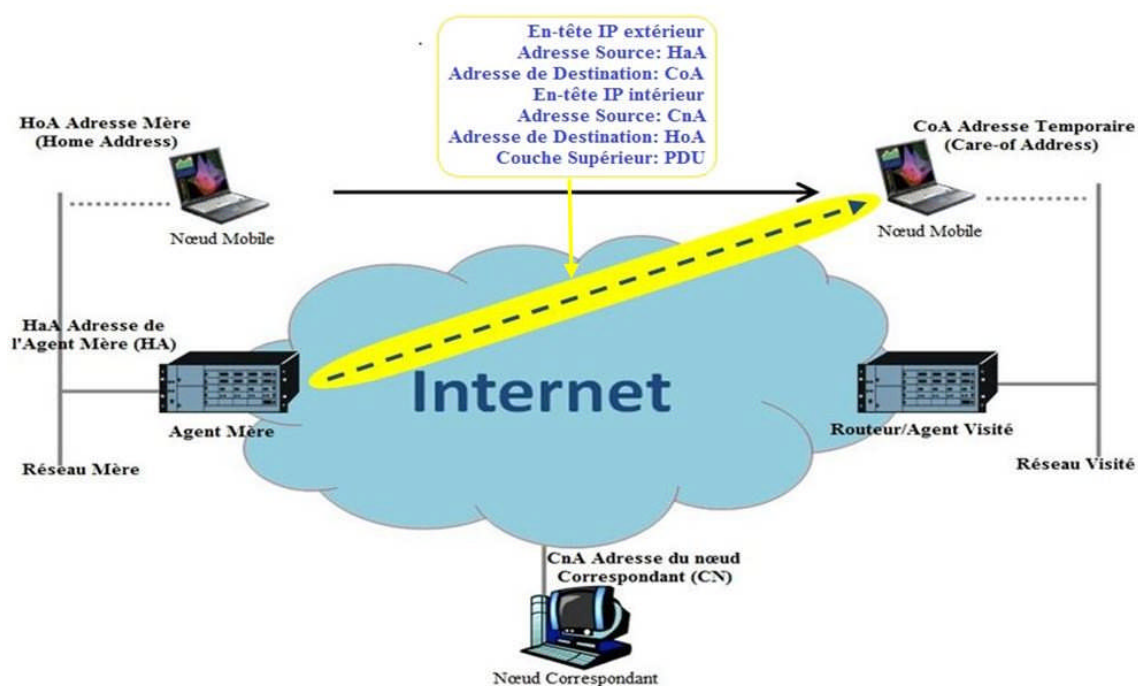 En-tête IP extérieur
Adresse Source: HaA
Adresse de Destination: CoA
En-tête IP intérieur
Adresse Source: CnA
Adresse de Destination: HoA
Couche Supérieur: PDU
HoA Adresse Mère
(Home Address)
CoA Adresse Temporaire
(Care-of Address)
Nœud Mobile
Nœud Mobile
HaA Adresse de
l'Agent Mère (HA)
Internet
Agent Mère
Routeur/Agent Visité
Réseau Mère
Réseau Visité
CnA Adresse du nœud
Correspondant (CN)
Nœud Correspondant